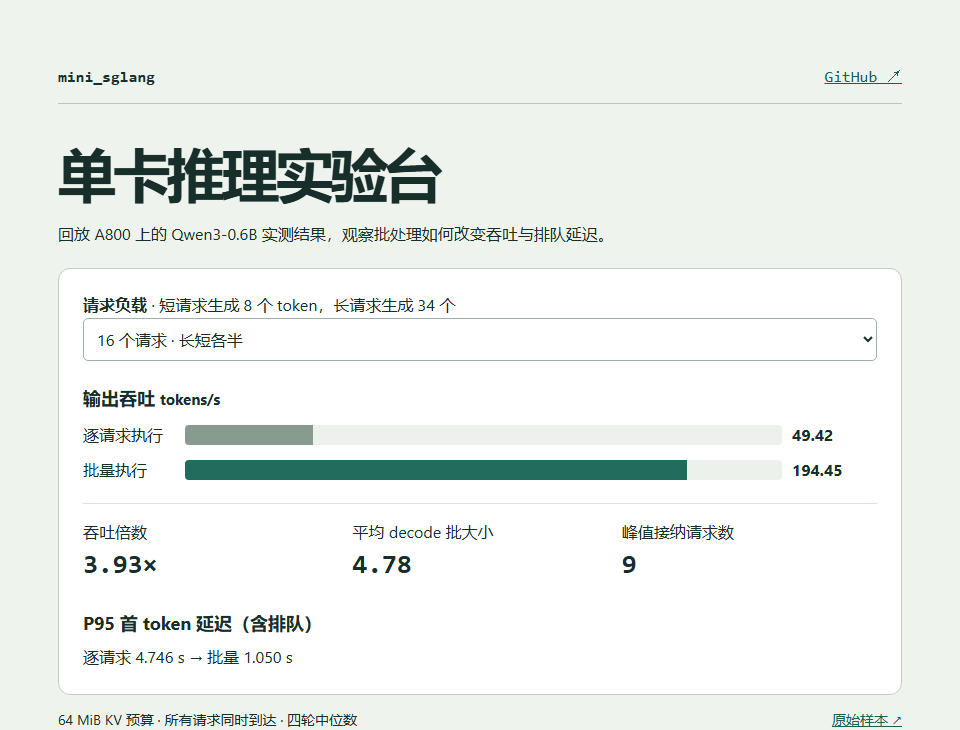 mini_sglang
GitHub ↗
单卡推理实验台
回放 A800 上的 Qwen3-0.6B 实测结果，观察批处理如何改变吞吐与排队延迟。
请求负载 · 短请求生成 8 个 token，长请求生成 34 个
16 个请求 · 长短各半
输出吞吐 tokens/s
逐请求执行 49.42
批量执行 194.45
吞吐倍数 平均 decode 批大小 峰值接纳请求数
3.93× 4.78 9
P95 首 token 延迟（含排队）
逐请求 4.746 s → 批量 1.050 s
64 MiB KV 预算 · 所有请求同时到达 · 四轮中位数
原始样本 ↗